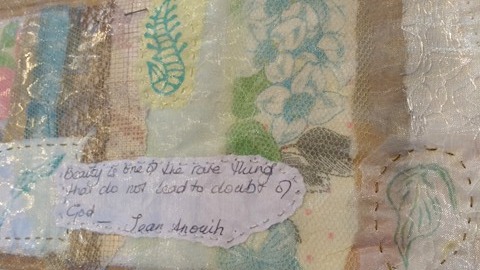 Beauty is one of the rare things
that do not lead to doubt of
God
— Jean Anouih